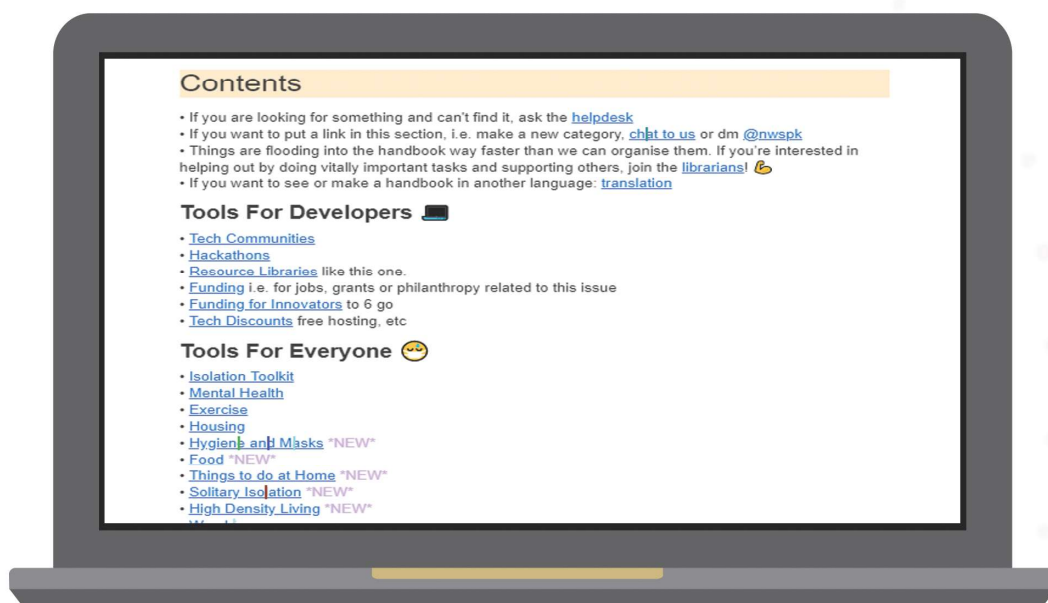 Contents
• If you are looking for something and can't find it, ask the helpdesk
• If you want to put a link in this section, i.e. make a new category, chat to us or dm @nwspk
• Things are flooding into the handbook way faster than we can organise them. If you're interested in
helping out by doing vitally important tasks and supporting others, join the librarians! 💪
• If you want to see or make a handbook in another language: translation
Tools For Developers 💻
• Tech Communities
• Hackathons
• Resource Libraries like this one.
• Funding i.e. for jobs, grants or philanthropy related to this issue
• Funding for Innovators to 6 go
• Tech Discounts free hosting, etc
Tools For Everyone 😷
• Isolation Toolkit
• Mental Health
• Exercise
• Housing
• Hygiene and Masks *NEW*
• Food *NEW*
• Things to do at Home *NEW*
• Solitary Isolation *NEW*
• High Density Living *NEW*